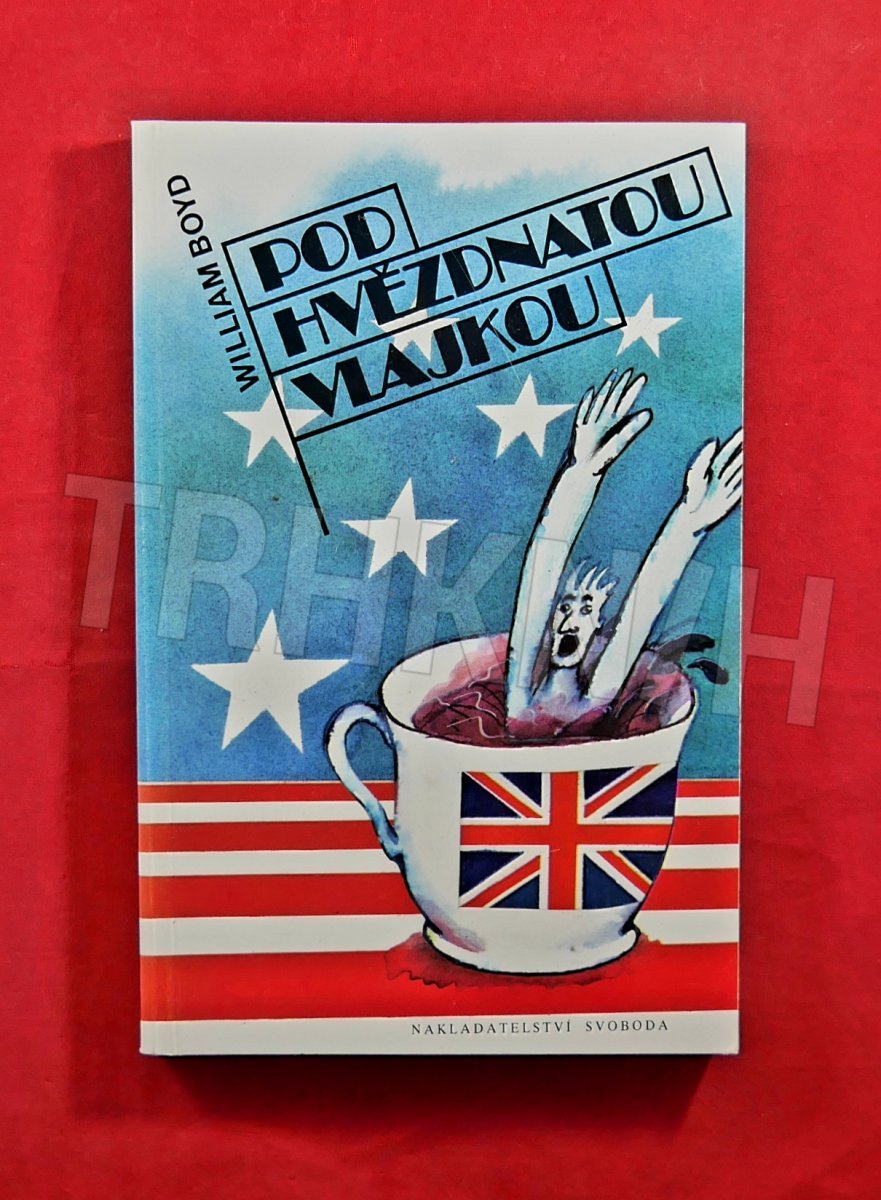 WILLIAM BOYD
POD
HVĚZDNATOU
VLAJKOU
TRHKNIH
NAKLADATELSTVÍ SVOBODA